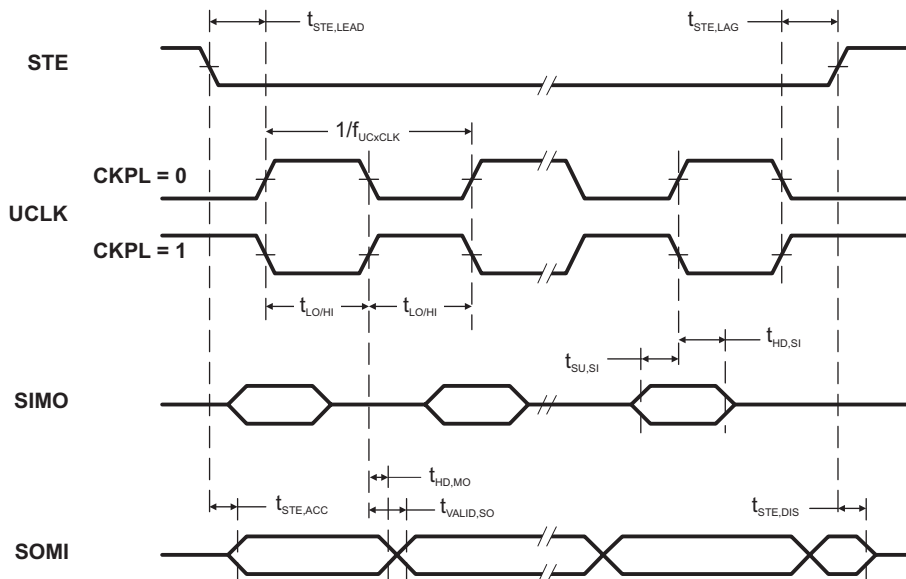 tSTE,LEAD
tSTE,LAG
STE
1/fUCxCLK
CKPL = 0
UCLK
CKPL = 1
tLO/HI tLO/HI
tHD,SI
tSU,SI
SIMO
tHD,MO
tSTE,ACC
tVALID,SO
tSTE,DIS
SOMI